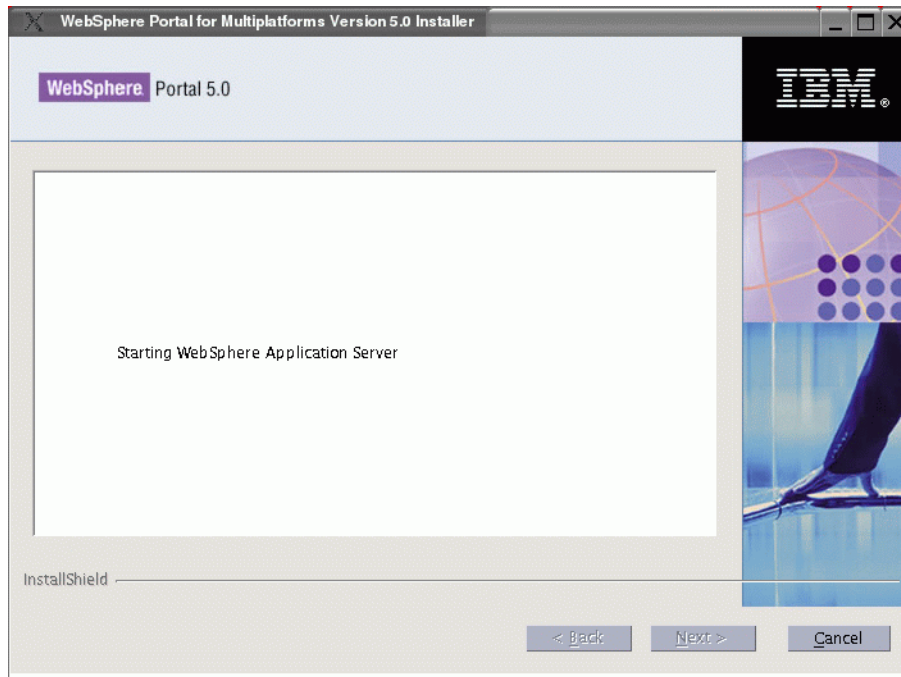 WebSphere Portal for Multiplatforms Version 5.0 Installer
WebSphere Portal 5.0
IBM®
Starting WebSphere Application Server
InstallShield
< Back
Next >
Cancel